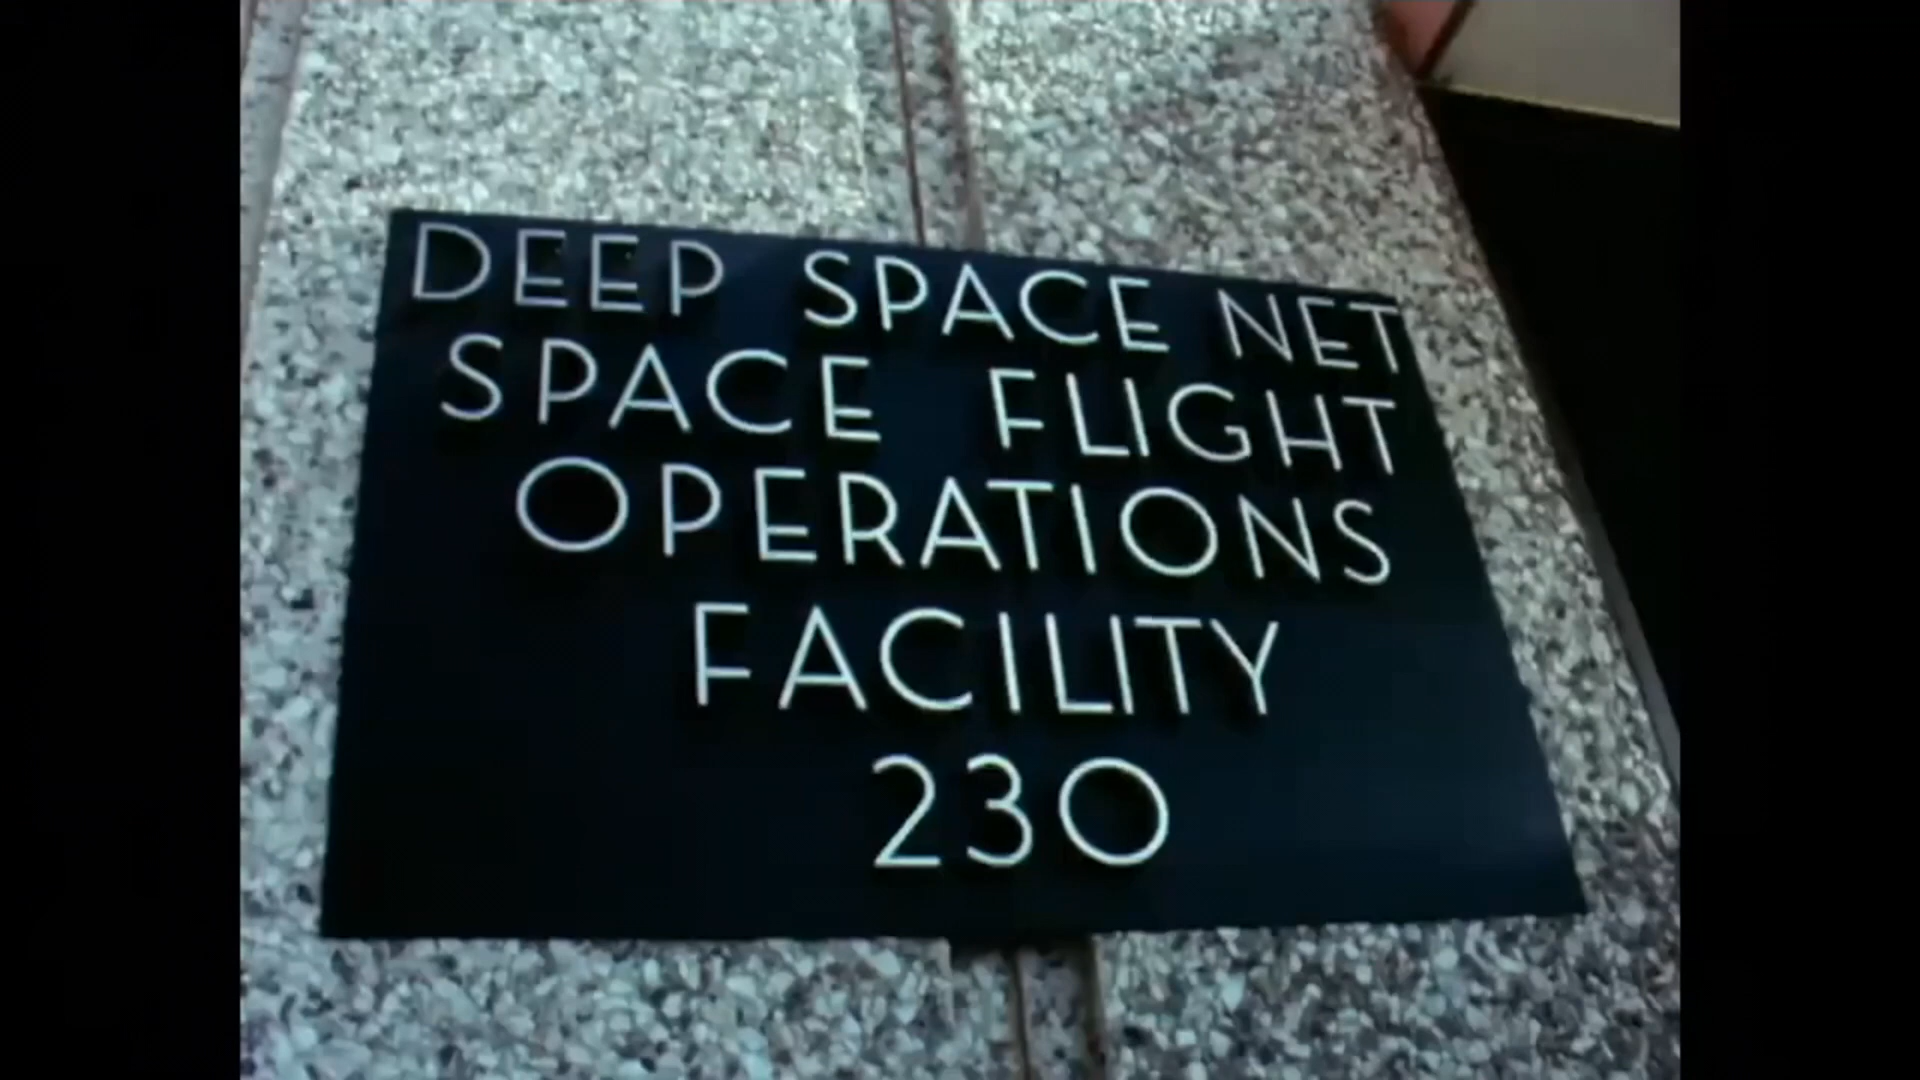 DEEP SPACE NET
SPACE FLIGHT
OPERATIONS
FACILITY
230